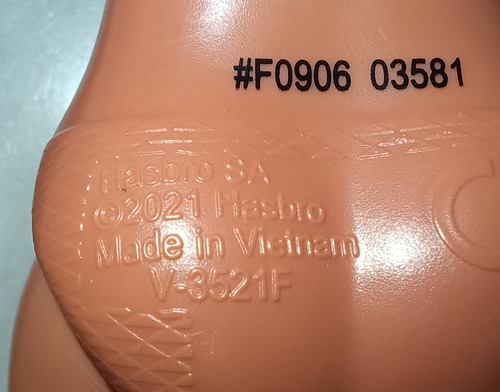 #F0906 03581
Hasbro SA
©2021 Hasbro
Made in Vietnam
V-3521F